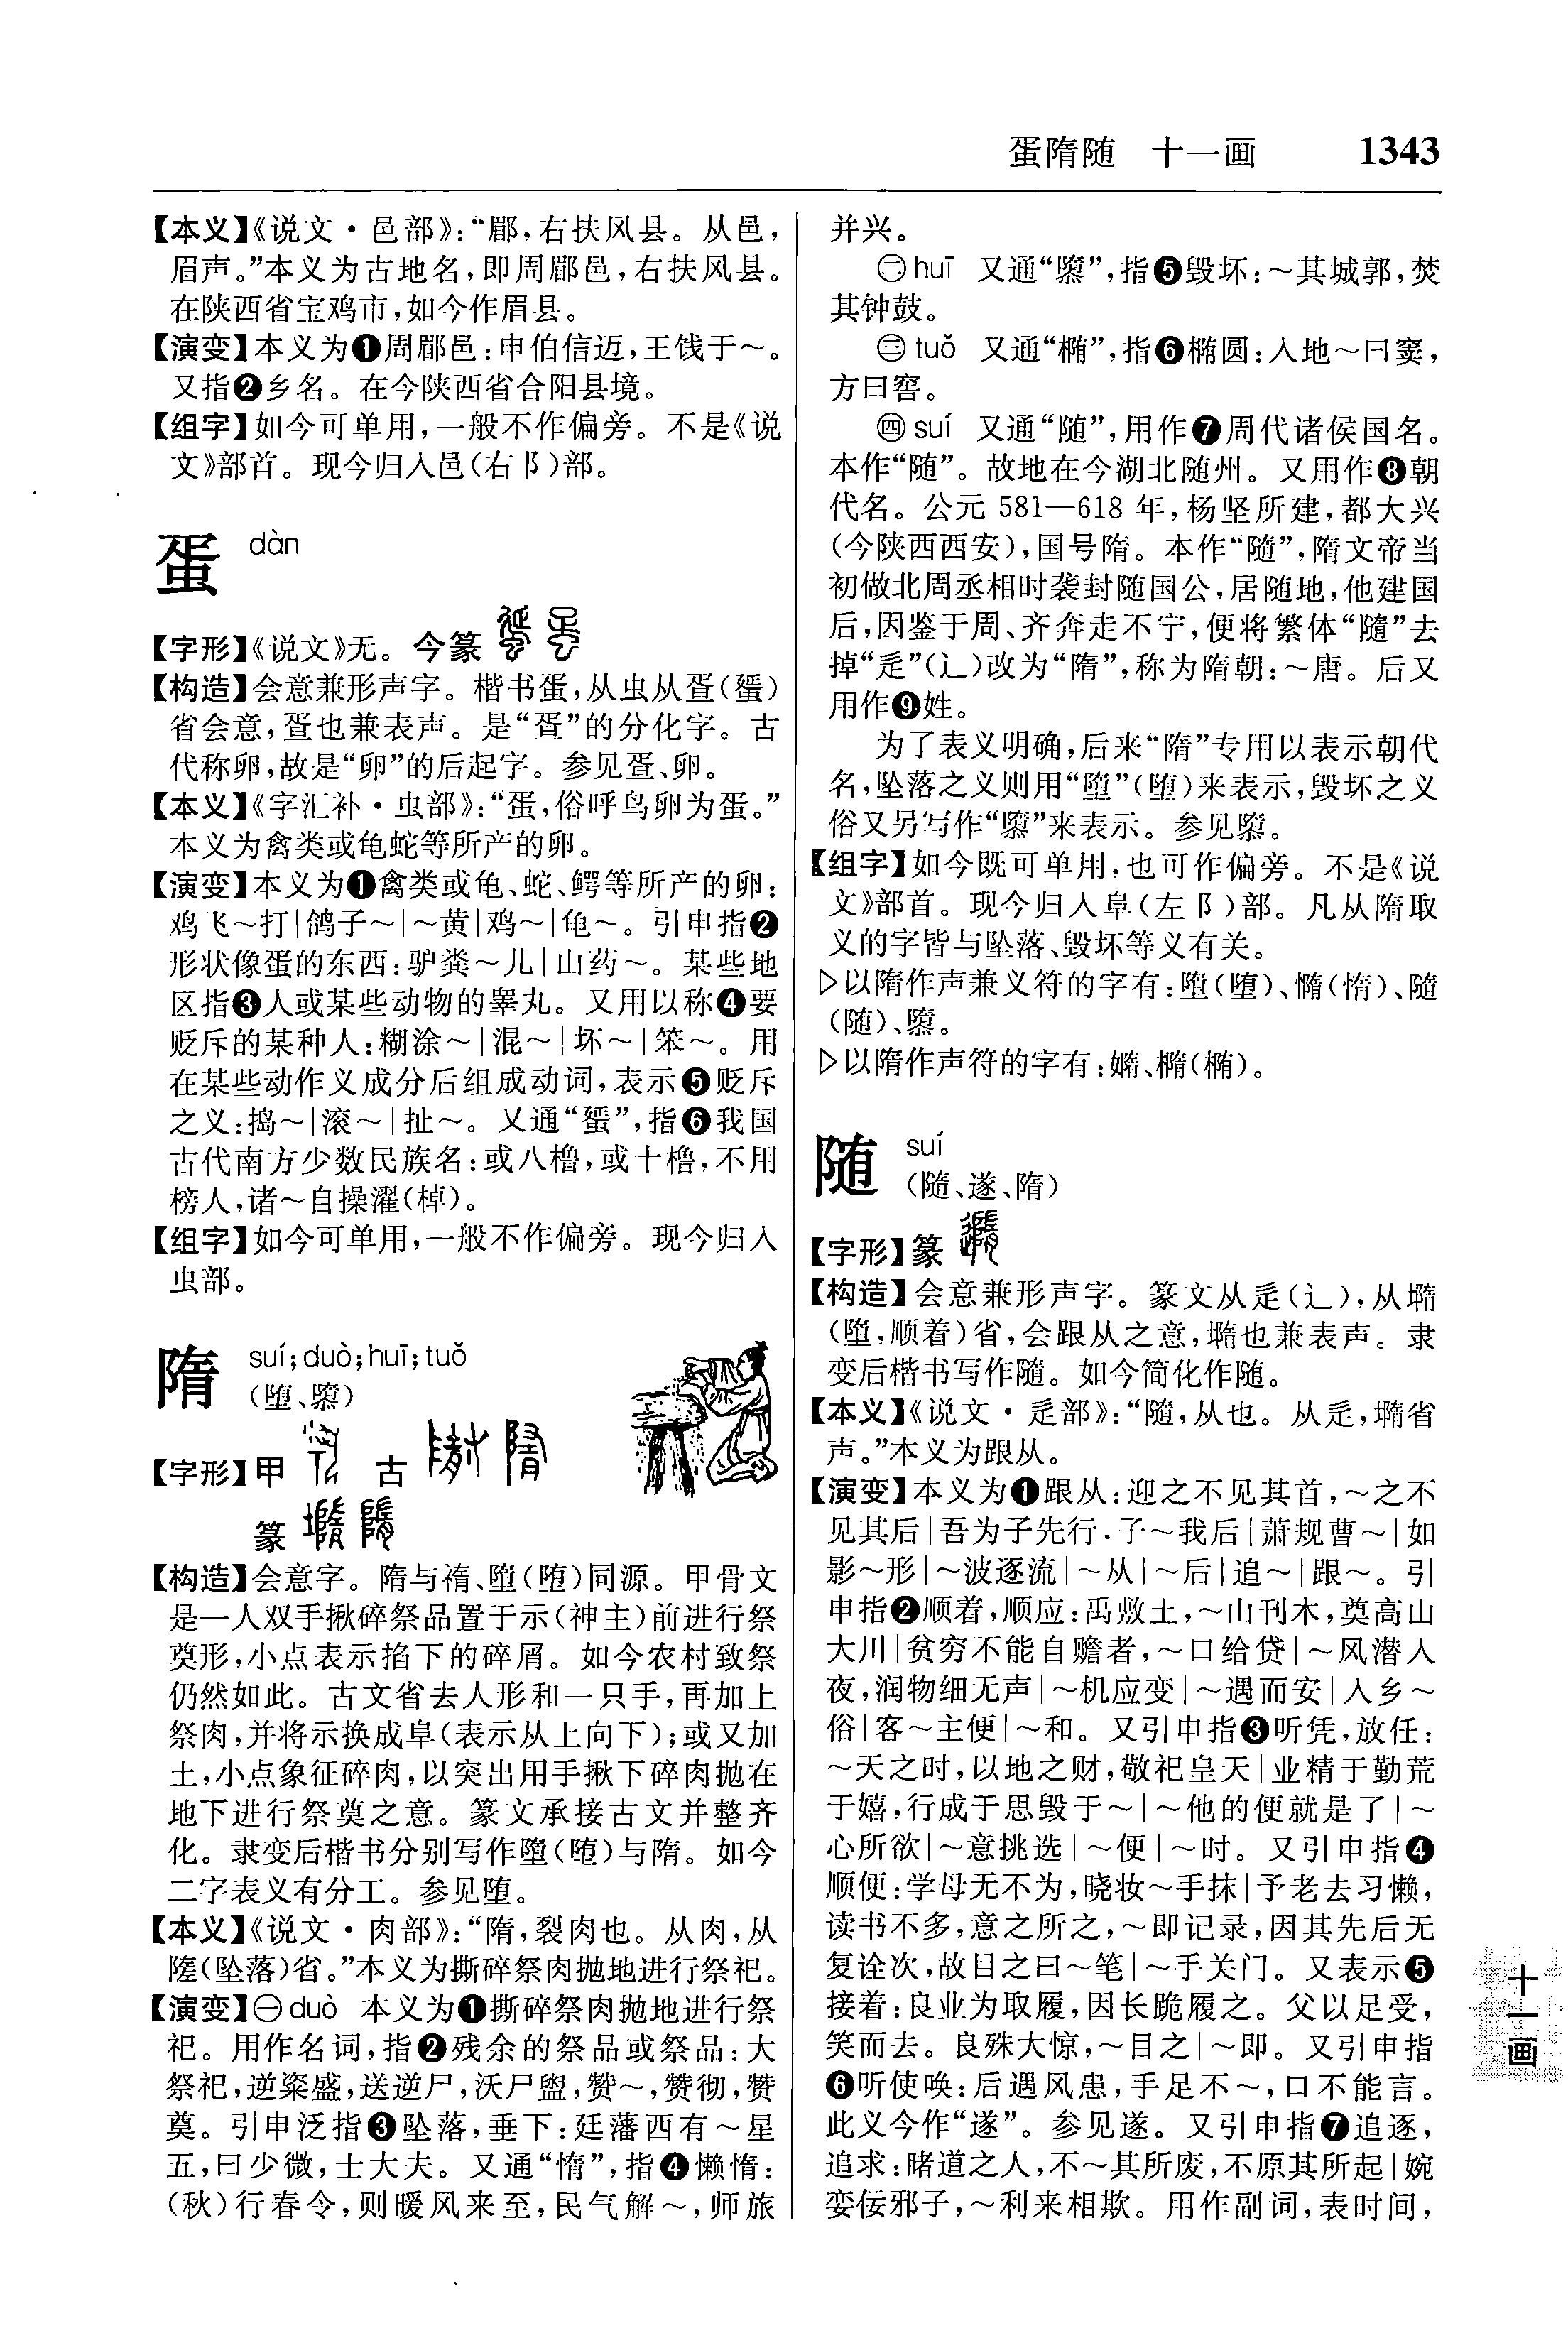 蛋隋随 十一画 1343
【本义】《说文·邑部》:“郿,右扶风县。从邑,
眉声。”本义为古地名,即周郿邑,右扶风县。
在陕西省宝鸡市,如今作眉县。
【演变】本义为❶周郿邑:申伯信迈,王饯于~。
又指❷乡名。在今陕西省合阳县境。
【组字】如今可单用,一般不作偏旁。不是《说
文》部首。现今归入邑(右阝)部。
蛋 dàn
【字形】《说文》无。今篆
【构造】会意兼形声字。楷书蛋,从虫从疍(蜑)
省会意,疍也兼表声。是“疍”的分化字。古
代称卵,故是“卵”的后起字。参见疍、卵。
【本义】《字汇补·虫部》:“蛋,俗呼鸟卵为蛋。”
本义为禽类或龟蛇等所产的卵。
【演变】本义为❶禽类或龟、蛇、鳄等所产的卵:
鸡飞~打|鸽子~|~黄|鸡~|龟~。引申指❷
形状像蛋的东西:驴粪~儿|山药~。某些地
区指❸人或某些动物的睾丸。又用以称❹要
贬斥的某种人:糊涂~|混~|坏~|笨~。用
在某些动作义成分后组成动词,表示❺贬斥
之义:捣~|滚~|扯~。又通“蜑”,指❻我国
古代南方少数民族名:或八橹,或十橹,不用
榜人,诸~自操濯(棹)。
【组字】如今可单用,一般不作偏旁。现今归入
虫部。
隋 suí;duò;huī;tuǒ
(墮、隳)
【字形】甲 古
篆
【构造】会意字。隋与褙、墮(堕)同源。甲骨文
是一人双手揪碎祭品置于示(神主)前进行祭
奠形,小点表示掐下的碎屑。如今农村致祭
仍然如此。古文省去人形和一只手,再加上
祭肉,并将示换成阜(表示从上向下);或又加
土,小点象征碎肉,以突出用手揪下碎肉抛在
地下进行祭奠之意。篆文承接古文并整齐
化。隶变后楷书分别写作墮(堕)与隋。如今
二字表义有分工。参见堕。
【本义】《说文·肉部》:“隋,裂肉也。从肉,从
隓(坠落)省。”本义为撕碎祭肉抛地进行祭祀。
【演变】㊀duò 本义为❶撕碎祭肉抛地进行祭
祀。用作名词,指❷残余的祭品或祭品:大
祭祀,逆粢盛,送逆尸,沃尸盥,赞~,赞彻,赞
奠。引申泛指❸坠落,垂下:廷藩西有~星
五,曰少微,士大夫。又通“惰”,指❹懒惰:
(秋)行春令,则暖风来至,民气解~,师旅
并兴。
㊁huī 又通“隳”,指❺毁坏:~其城郭,焚
其钟鼓。
㊂tuǒ 又通“椭”,指❻椭圆:入地~曰窦,
方曰窖。
㊃suí 又通“随”,用作❼周代诸侯国名。
本作“随”。故地在今湖北随州。又用作❽朝
代名。公元 581—618 年,杨坚所建,都大兴
(今陕西西安),国号隋。本作“隨”,隋文帝当
初做北周丞相时袭封随国公,居随地,他建国
后,因鉴于周、齐奔走不宁,便将繁体“隨”去
掉“辵”(辶)改为“隋”,称为隋朝:~唐。后又
用作❾姓。
为了表义明确,后来“隋”专用以表示朝代
名,坠落之义则用“墮”(堕)来表示,毁坏之义
俗又另写作“隳”来表示。参见隳。
【组字】如今既可单用,也可作偏旁。不是《说
文》部首。现今归入阜(左阝)部。凡从隋取
义的字皆与坠落、毁坏等义有关。
▷以隋作声兼义符的字有:墮(堕)、憜(惰)、隨
(随)、隳。
▷以隋作声符的字有:嫷、橢(椭)。
随 suí
(隨、遂、隋)
【字形】篆
【构造】会意兼形声字。篆文从辵(辶),从墒
(墮,顺着)省,会跟从之意,也兼表声。隶
变后楷书写作隨。如今简化作随。
【本义】《说文·辵部》:“隨,从也。从辵,省
声。”本义为跟从。
【演变】本义为❶跟从:迎之不见其首,~之不
见其后|吾为子先行,子~我后|萧规曹~|如
影~形|~波逐流|~从|~后|追~|跟~。引
申指❷顺着,顺应:禹敷土,~山刊木,奠高山
大川|贫穷不能自赡者,~口给贷|~风潜入
夜,润物细无声|~机应变|~遇而安|入乡~
俗|客~主便|~和。又引申指❸听凭,放任:
~天之时,以地之财,敬祀皇天|业精于勤荒
于嬉,行成于思毁于~|~他的便就是了|~
心所欲|~意挑选|~便|~时。又引申指❹
顺便:学母无不为,晓妆~手抹|予老去习懒,
读书不多,意之所之,~即记录,因其先后无
复诠次,故目之曰~笔|~手关门。又表示❺
接着:良业为取履,因长跪履之。父以足受,
笑而去。良殊大惊,~目之|~即。又引申指
❻听使唤:后遇风患,手足不~,口不能言。
此义今作“遂”。参见遂。又引申指❼追逐,
追求:睹道之人,不~其所废,不原其所起|婉
娈佞邪子,~利来相欺。用作副词,表时间,
十一画